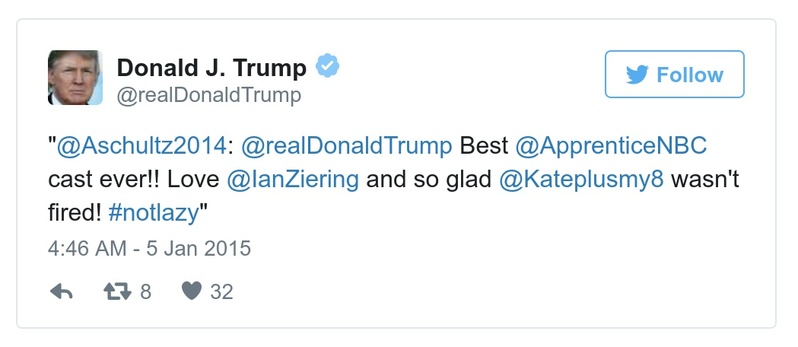 Donald J. Trump
@realDonaldTrump
Follow
"@Aschultz2014: @realDonaldTrump Best @ApprenticeNBC
cast ever!! Love @IanZiering and so glad @Kateplusmy8 wasn't
fired! #notlazy"
4:46 AM - 5 Jan 2015
8 32